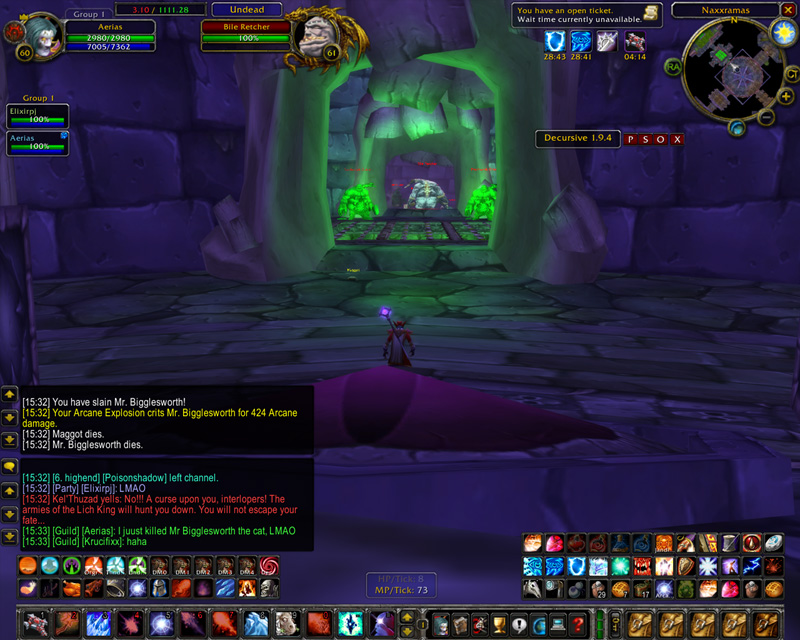 Group 1
3.10 / 1111.28
Undead
Aerias
2980/2980
7005/7362
60
Bile Retcher
100%
61
You have an open ticket.
Wait time currently unavailable.
Naxxramas
N
28:43 28:41 04:14
Group 1
Elixirpj
100%
Aerias
100%
Decursive 1.9.4
P S O X
[15:32] You have slain Mr. Bigglesworth!
[15:32] Your Arcane Explosion crits Mr. Bigglesworth for 424 Arcane
damage.
[15:32] Maggot dies.
[15:32] Mr. Bigglesworth dies.
[15:32] [6. highend] [Poisonshadow] left channel.
[15:32] [Party] [Elixirpj]: LMAO
[15:32] Kel'Thuzad yells: No!!! A curse upon you, interlopers! The
armies of the Lich King will hunt you down. You will not escape your
fate...
[15:33] [Guild] [Aerias]: I juust killed Mr Bigglesworth the cat, LMAO
[15:33] [Guild] [Krucifixx]: haha
HP/Tick: 8
MP/Tick: 73